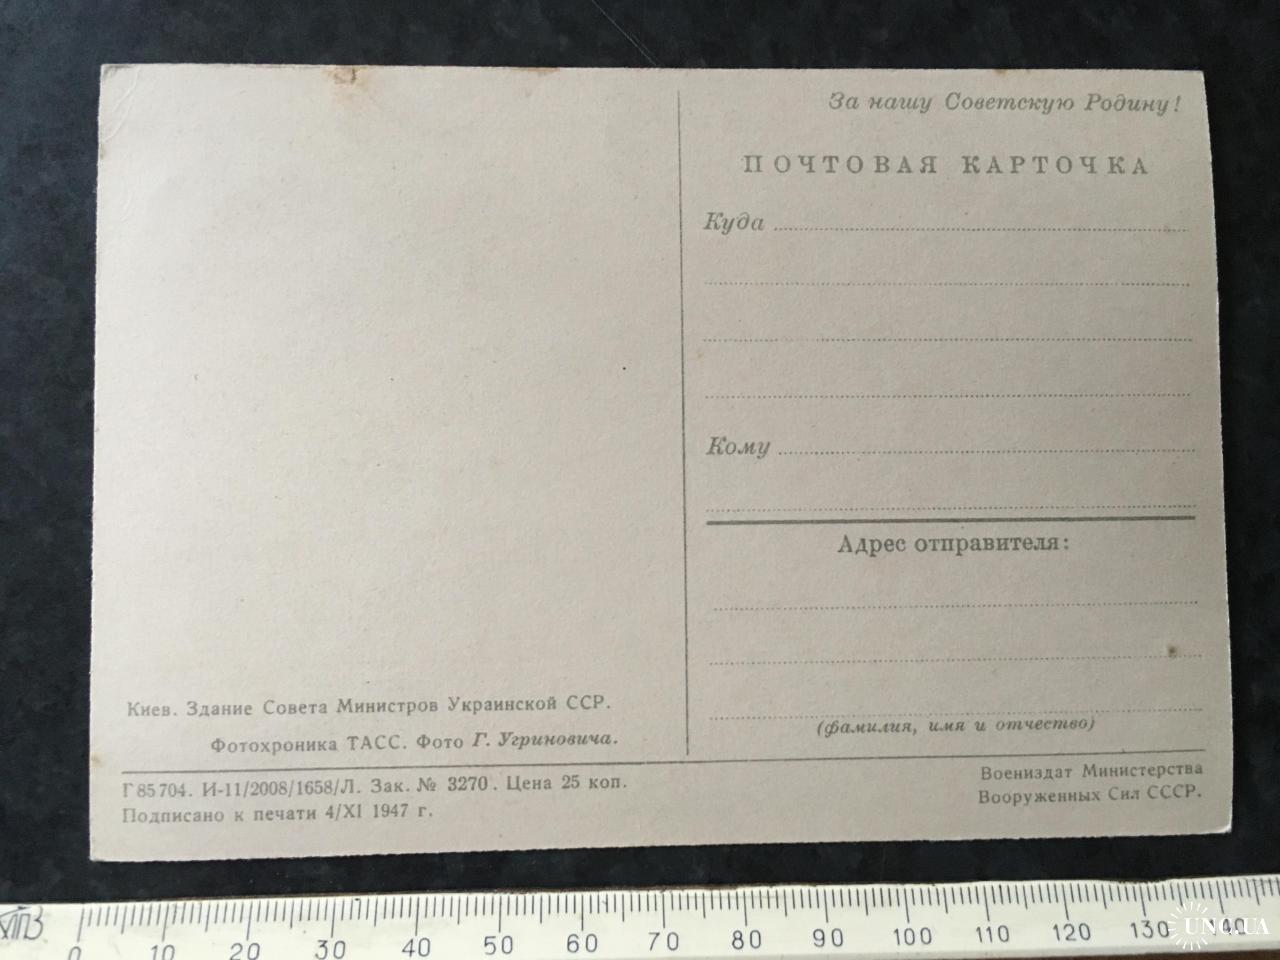 За нашу Советскую Родину!
ПОЧТОВАЯ КАРТОЧКА
Куда
Кому
Адрес отправителя:
(фамилия, имя и отчество)
Киев. Здание Совета Министров Украинской ССР.
Фотохроника ТАСС. Фото Г. Угриновича.
Г 85704. И-11/2008/1658/Л. Зак. № 3270. Цена 25 коп.
Подписано к печати 4/XI 1947 г.
Воениздат Министерства
Вооруженных Сил СССР.
0 10 20 30 40 50 60 70 80 90 100 110 120 130 140
UNC.UA